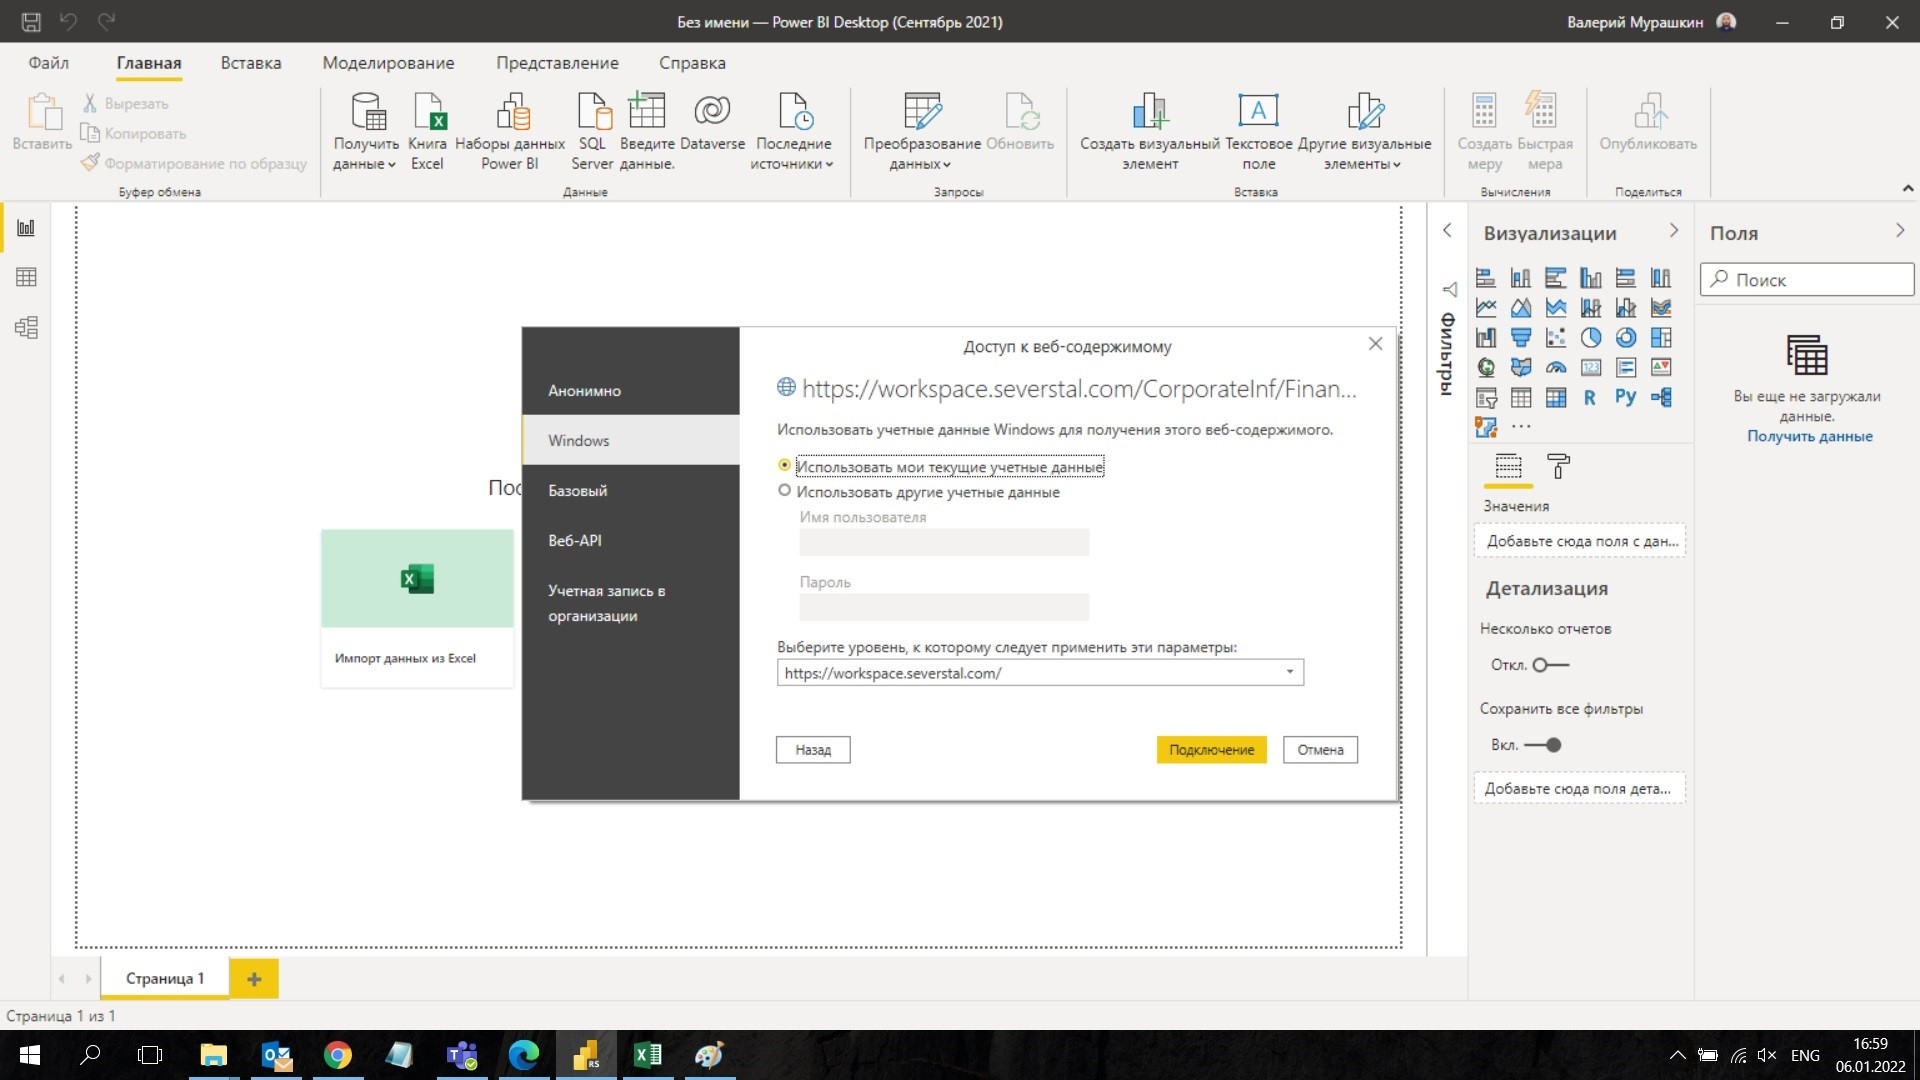 Без имени — Power BI Desktop (Сентябрь 2021)
Валерий Мурашкин
Файл
Главная
Вставка
Моделирование
Представление
Справка
Вставить
Вырезать
Копировать
Форматирование по образцу
Буфер обмена
Получить данные
Книга Excel
Наборы данных Power BI
SQL Server
Введите данные.
Dataverse
Последние источники
Данные
Преобразование данных
Обновить
Запросы
Создать визуальный элемент
A
Текстовое поле
Другие визуальные элементы
Вставка
Создать меру
Быстрая мера
Вычисления
Опубликовать
Поделиться
Пос
Импорт данных из Excel
Анонимно
Windows
Базовый
Веб-API
Учетная запись в
организации
Доступ к веб-содержимому
https://workspace.severstal.com/CorporateInf/Finan...
Использовать учетные данные Windows для получения этого веб-содержимого.
Использовать мои текущие учетные данные
Использовать другие учетные данные
Имя пользователя
Пароль
Выберите уровень, к которому следует применить эти параметры:
https://workspace.severstal.com/
Назад
Подключение
Отмена
Фильтры
Визуализации
123
R
Py
...
Значения
Добавьте сюда поля с дан...
Детализация
Несколько отчетов
Откл.
Сохранить все фильтры
Вкл.
Добавьте сюда поля дета...
Поля
Поиск
Вы еще не загружали
данные.
Получить данные
Страница 1
+
Страница 1 из 1
RS
ENG
16:59
06.01.2022